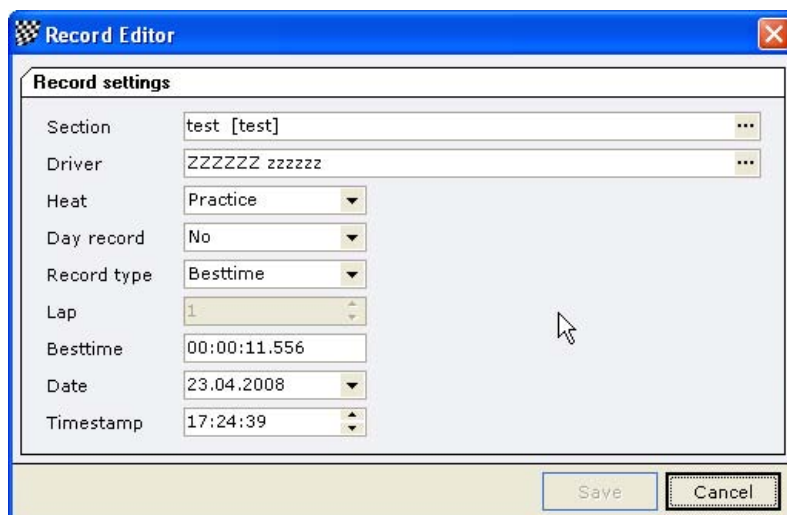 Record Editor
Record settings
Section test [test] ...
Driver ZZZZZZ zzzzzz ...
Heat Practice
Day record No
Record type Besttime
Lap 1
Besttime 00:00:11.556
Date 23.04.2008
Timestamp 17:24:39
Save Cancel